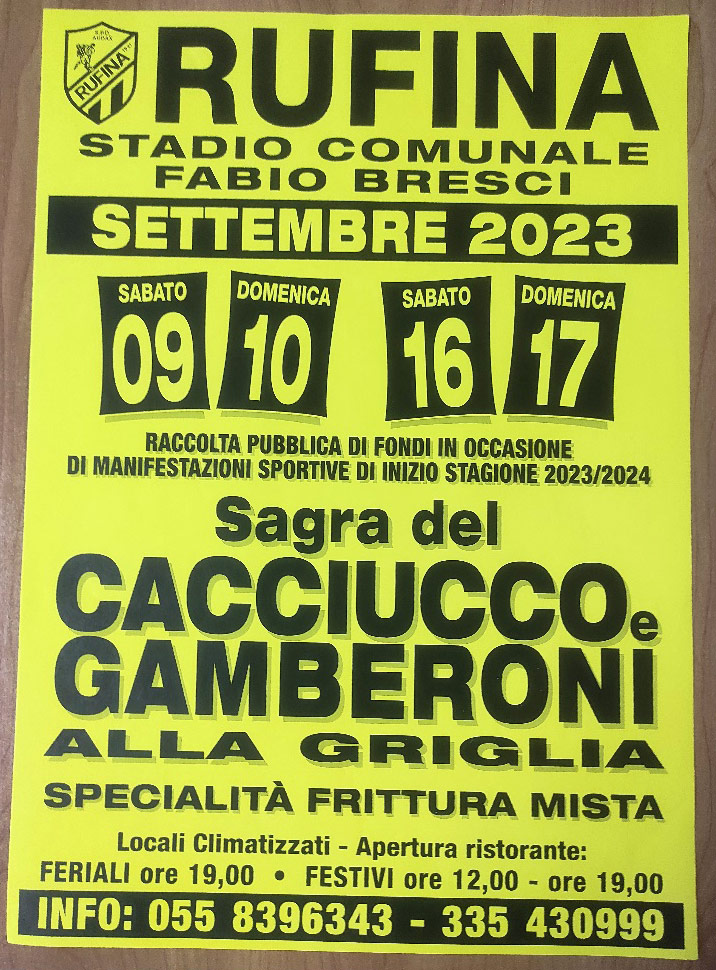 RUFINA
RUFINA
STADIO COMUNALE
FABIO BRESCI
SETTEMBRE 2023
SABATO DOMENICA SABATO DOMENICA
09 10 16 17
RACCOLTA PUBBLICA DI FONDI IN OCCASIONE
DI MANIFESTAZIONI SPORTIVE DI INIZIO STAGIONE 2023/2024
Sagra del
CACCIUCCO e
GAMBERONI
ALLA GRIGLIA
SPECIALITÀ FRITTURA MISTA
Locali Climatizzati - Apertura ristorante:
FERIALI ore 19,00 • FESTIVI ore 12,00 - ore 19,00
INFO: 055 8396343 - 335 430999